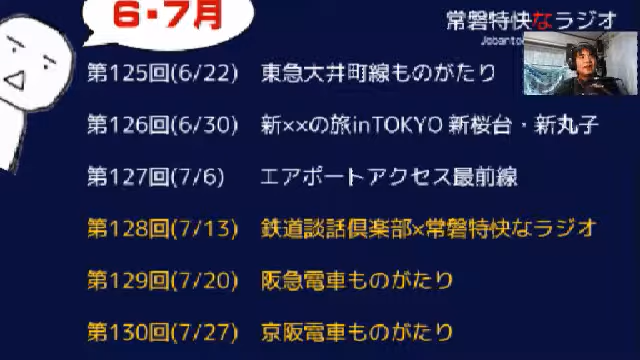 6・7月
常磐特快なラジオ
第125回(6/22) 東急大井町線ものがたり
第126回(6/30) 新××の旅inTOKYO 新桜台・新丸子
第127回(7/6) エアポートアクセス最前線
第128回(7/13) 鉄道談話倶楽部×常磐特快なラジオ
第129回(7/20) 阪急電車ものがたり
第130回(7/27) 京阪電車ものがたり